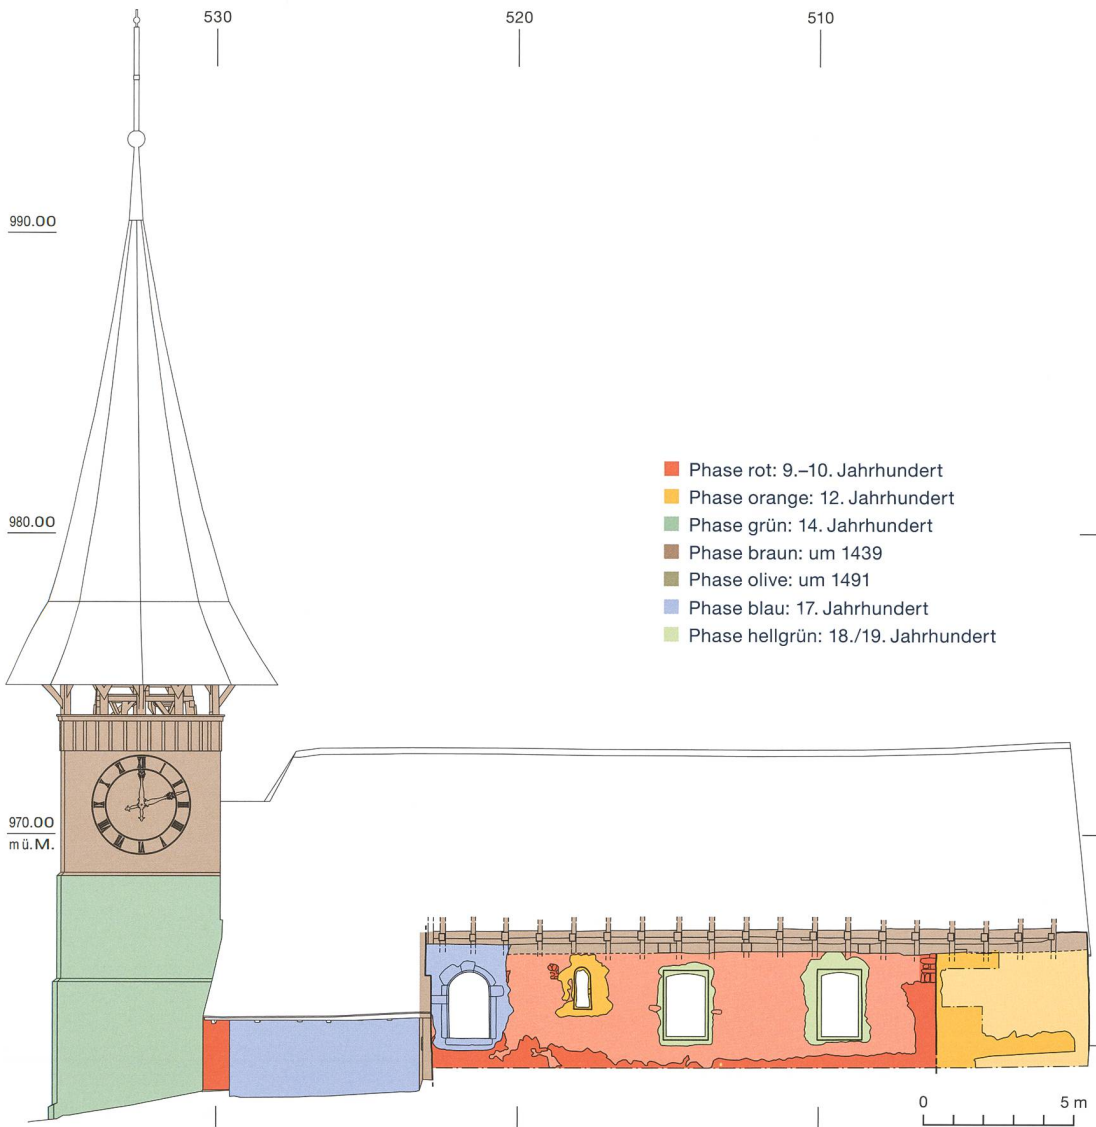 530 520 510
990.00
Phase rot: 9.–10. Jahrhundert
Phase orange: 12. Jahrhundert
980.00
Phase grün: 14. Jahrhundert
Phase braun: um 1439
Phase olive: um 1491
Phase blau: 17. Jahrhundert
Phase hellgrün: 18./19. Jahrhundert
970.00
m ü. M.
0 5 m